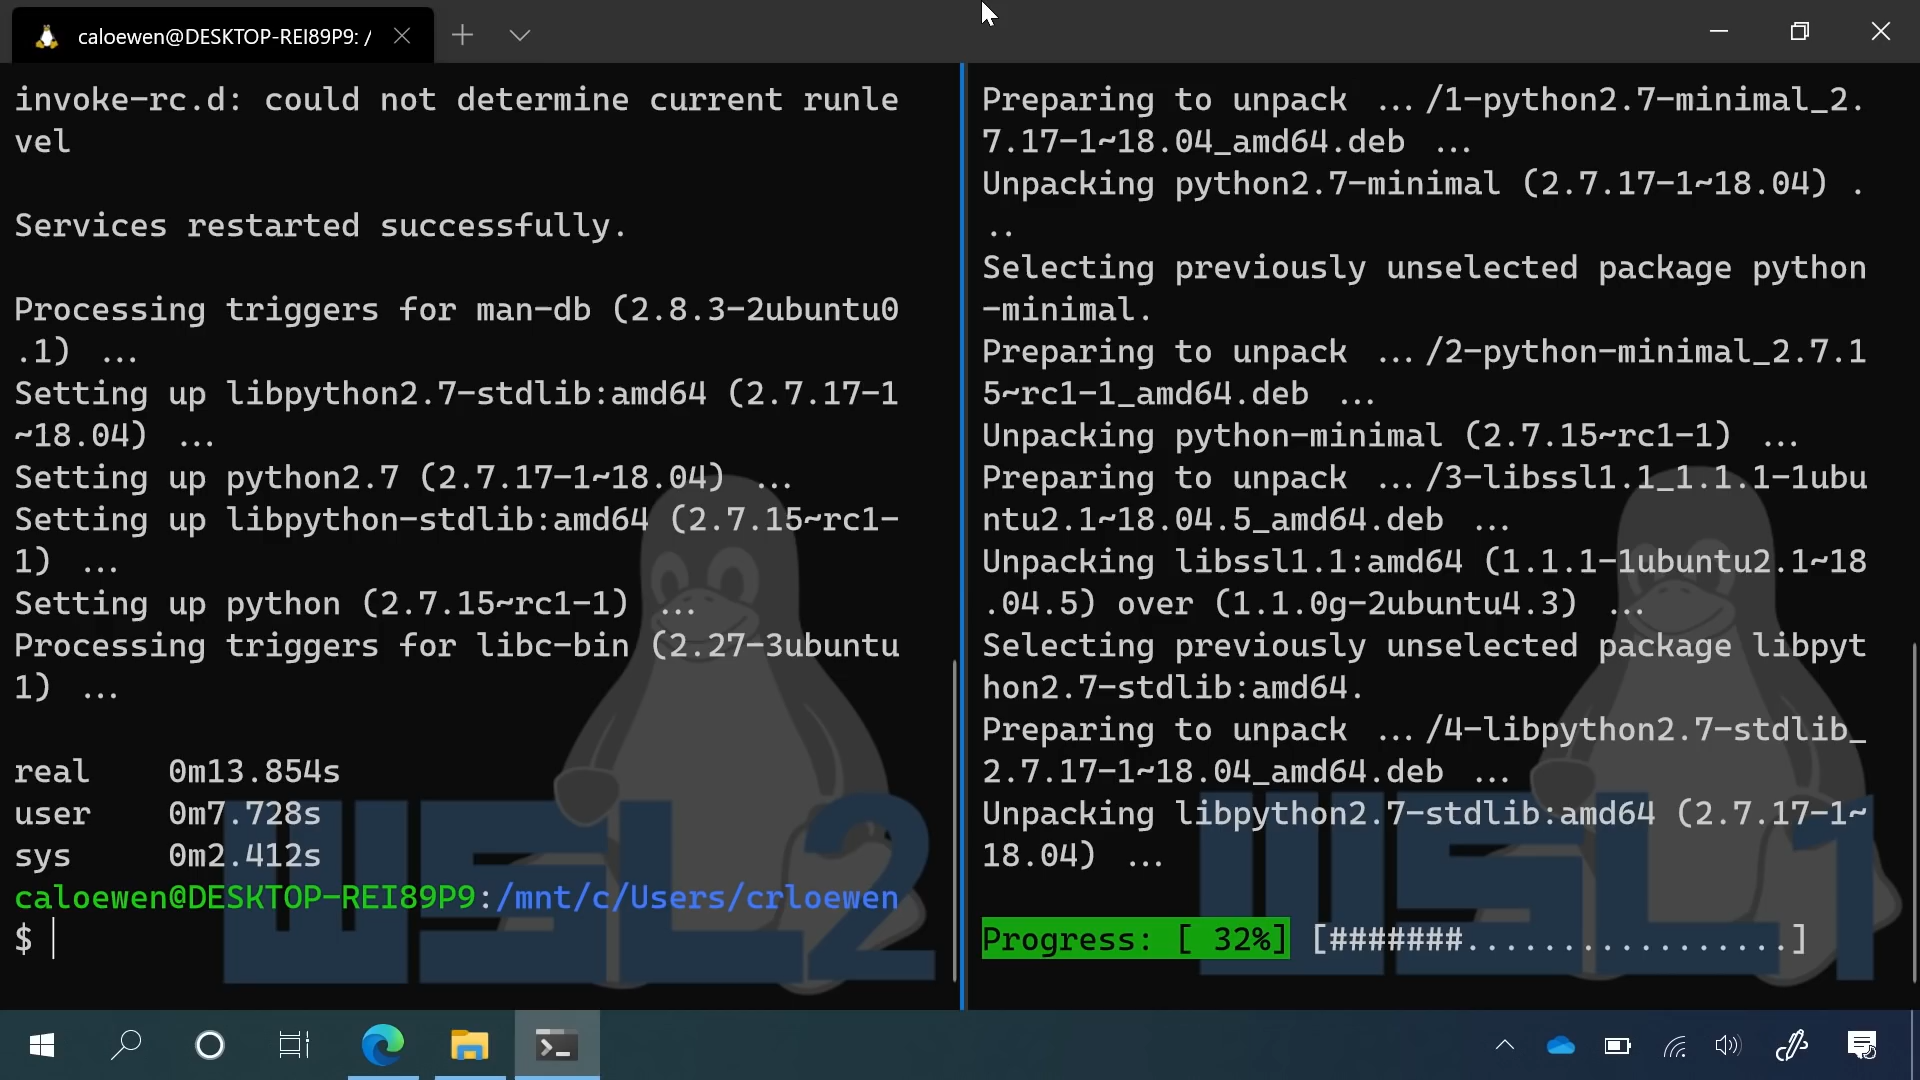 caloewen@DESKTOP-REI89P9: /
invoke-rc.d: could not determine current runle
vel
Services restarted successfully.
Processing triggers for man-db (2.8.3-2ubuntu0
.1) ...
Setting up libpython2.7-stdlib:amd64 (2.7.17-1
~18.04) ...
Setting up python2.7 (2.7.17-1~18.04) ...
Setting up libpython-stdlib:amd64 (2.7.15~rc1-
1) ...
Setting up python (2.7.15~rc1-1) ...
Processing triggers for libc-bin (2.27-3ubuntu
1) ...
real 0m13.854s
user 0m7.728s
sys 0m2.412s
caloewen@DESKTOP-REI89P9:/mnt/c/Users/crloewen
$
WSL2
Preparing to unpack .../1-python2.7-minimal_2.
7.17-1~18.04_amd64.deb ...
Unpacking python2.7-minimal (2.7.17-1~18.04) .
..
Selecting previously unselected package python
-minimal.
Preparing to unpack .../2-python-minimal_2.7.1
5~rc1-1_amd64.deb ...
Unpacking python-minimal (2.7.15~rc1-1) ...
Preparing to unpack .../3-libssl1.1_1.1.1-1ubu
ntu2.1~18.04.5_amd64.deb ...
Unpacking libssl1.1:amd64 (1.1.1-1ubuntu2.1~18
.04.5) over (1.1.0g-2ubuntu4.3) ...
Selecting previously unselected package libpyt
hon2.7-stdlib:amd64.
Preparing to unpack .../4-libpython2.7-stdlib_
2.7.17-1~18.04_amd64.deb ...
Unpacking libpython2.7-stdlib:amd64 (2.7.17-1~
18.04) ...
Progress: [ 32%] [#######.................]
WSL1